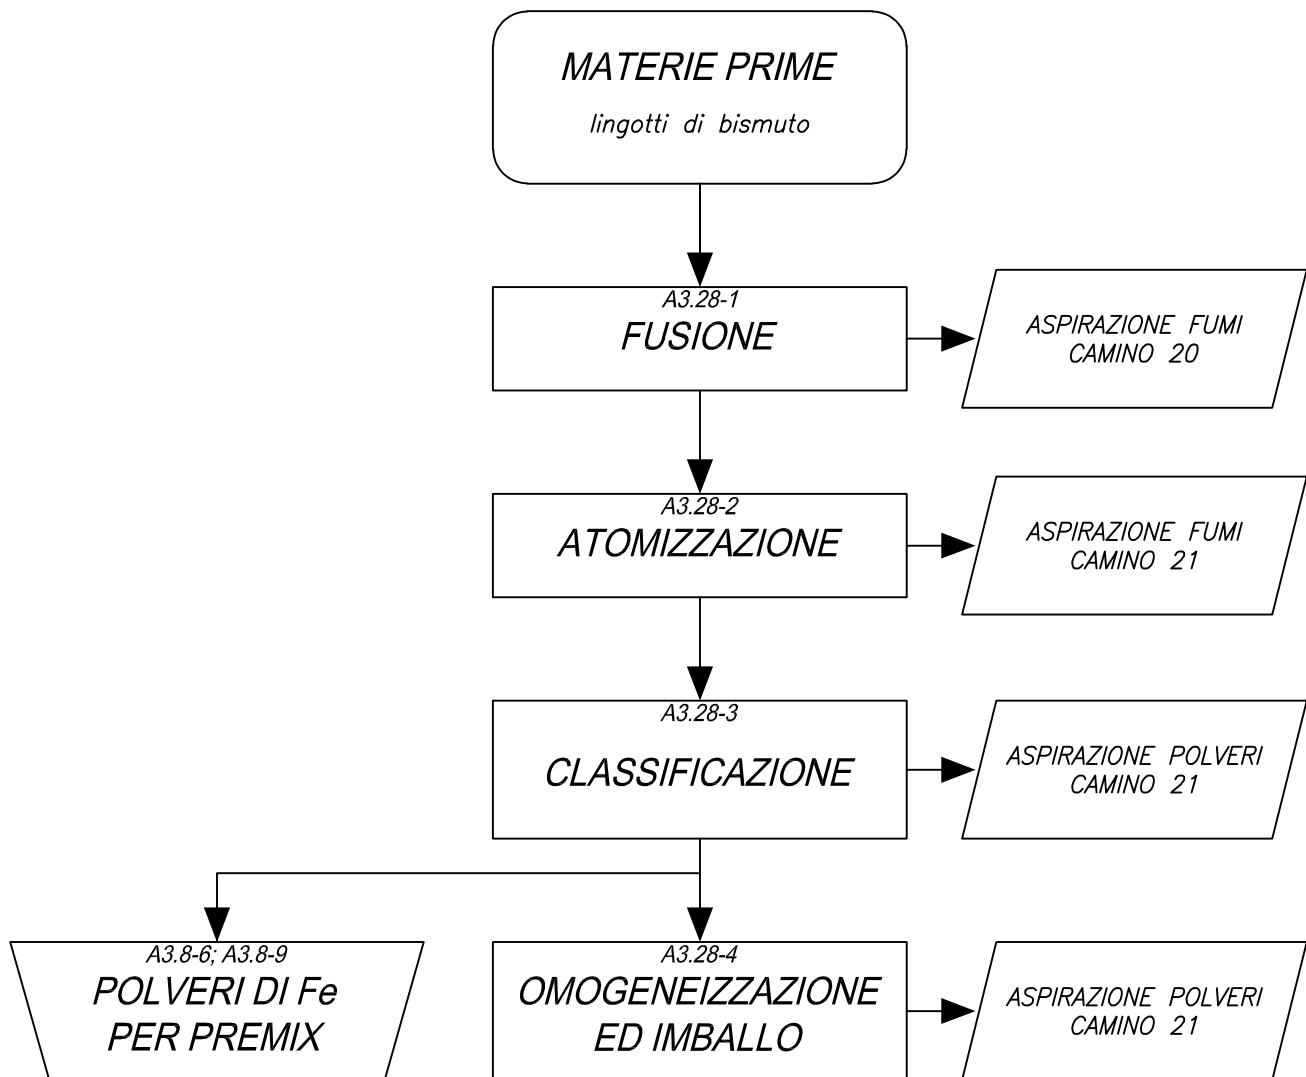 MATERIE PRIME
lingotti di bismuto
A3.28-1
FUSIONE
ASPIRAZIONE FUMI
CAMINO 20
A3.28-2
ATOMIZZAZIONE
ASPIRAZIONE FUMI
CAMINO 21
A3.28-3
CLASSIFICAZIONE
ASPIRAZIONE POLVERI
CAMINO 21
A3.8-6; A3.8-9
POLVERI DI Fe
PER PREMIX
A3.28-4
OMOGENEIZZAZIONE
ED IMBALLO
ASPIRAZIONE POLVERI
CAMINO 21